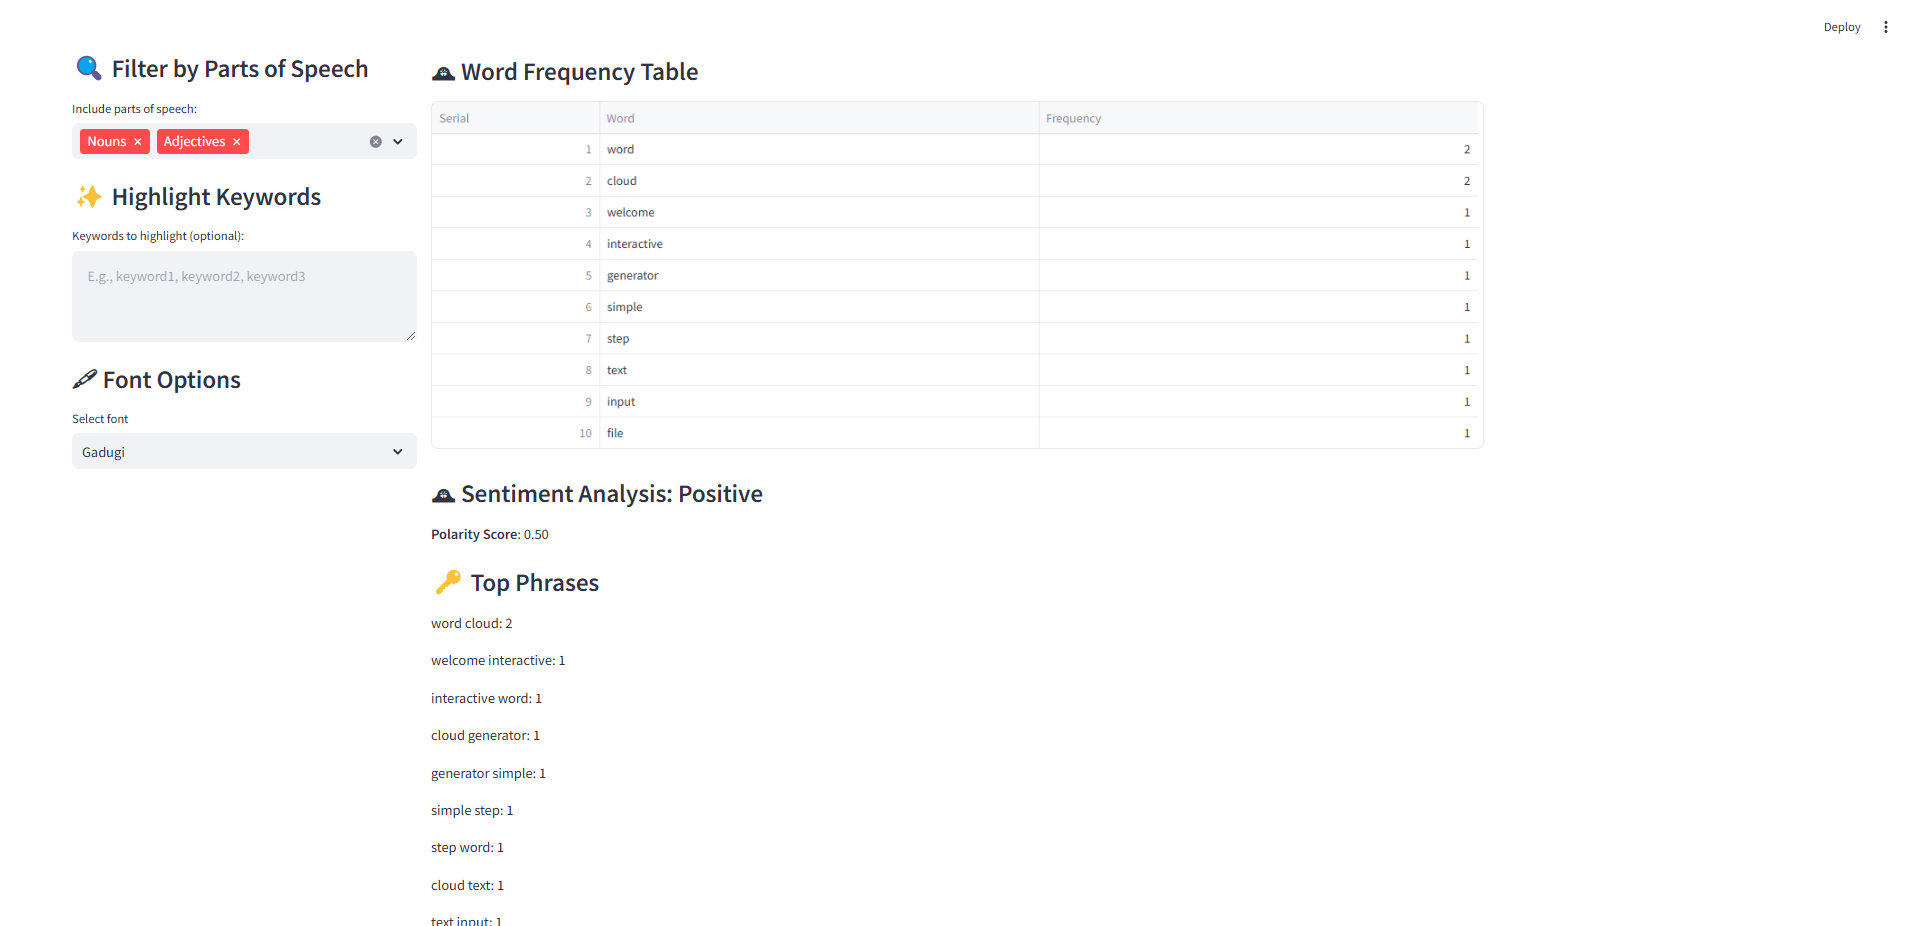 Deploy
Filter by Parts of Speech
Include parts of speech:
Nouns × Adjectives ×
Highlight Keywords
Keywords to highlight (optional):
E.g., keyword1, keyword2, keyword3
Font Options
Select font
Gadugi
Word Frequency Table
Serial Word Frequency
1 word 2
2 cloud 2
3 welcome 1
4 interactive 1
5 generator 1
6 simple 1
7 step 1
8 text 1
9 input 1
10 file 1
Sentiment Analysis: Positive
Polarity Score: 0.50
Top Phrases
word cloud: 2
welcome interactive: 1
interactive word: 1
cloud generator: 1
generator simple: 1
simple step: 1
step word: 1
cloud text: 1
text input: 1